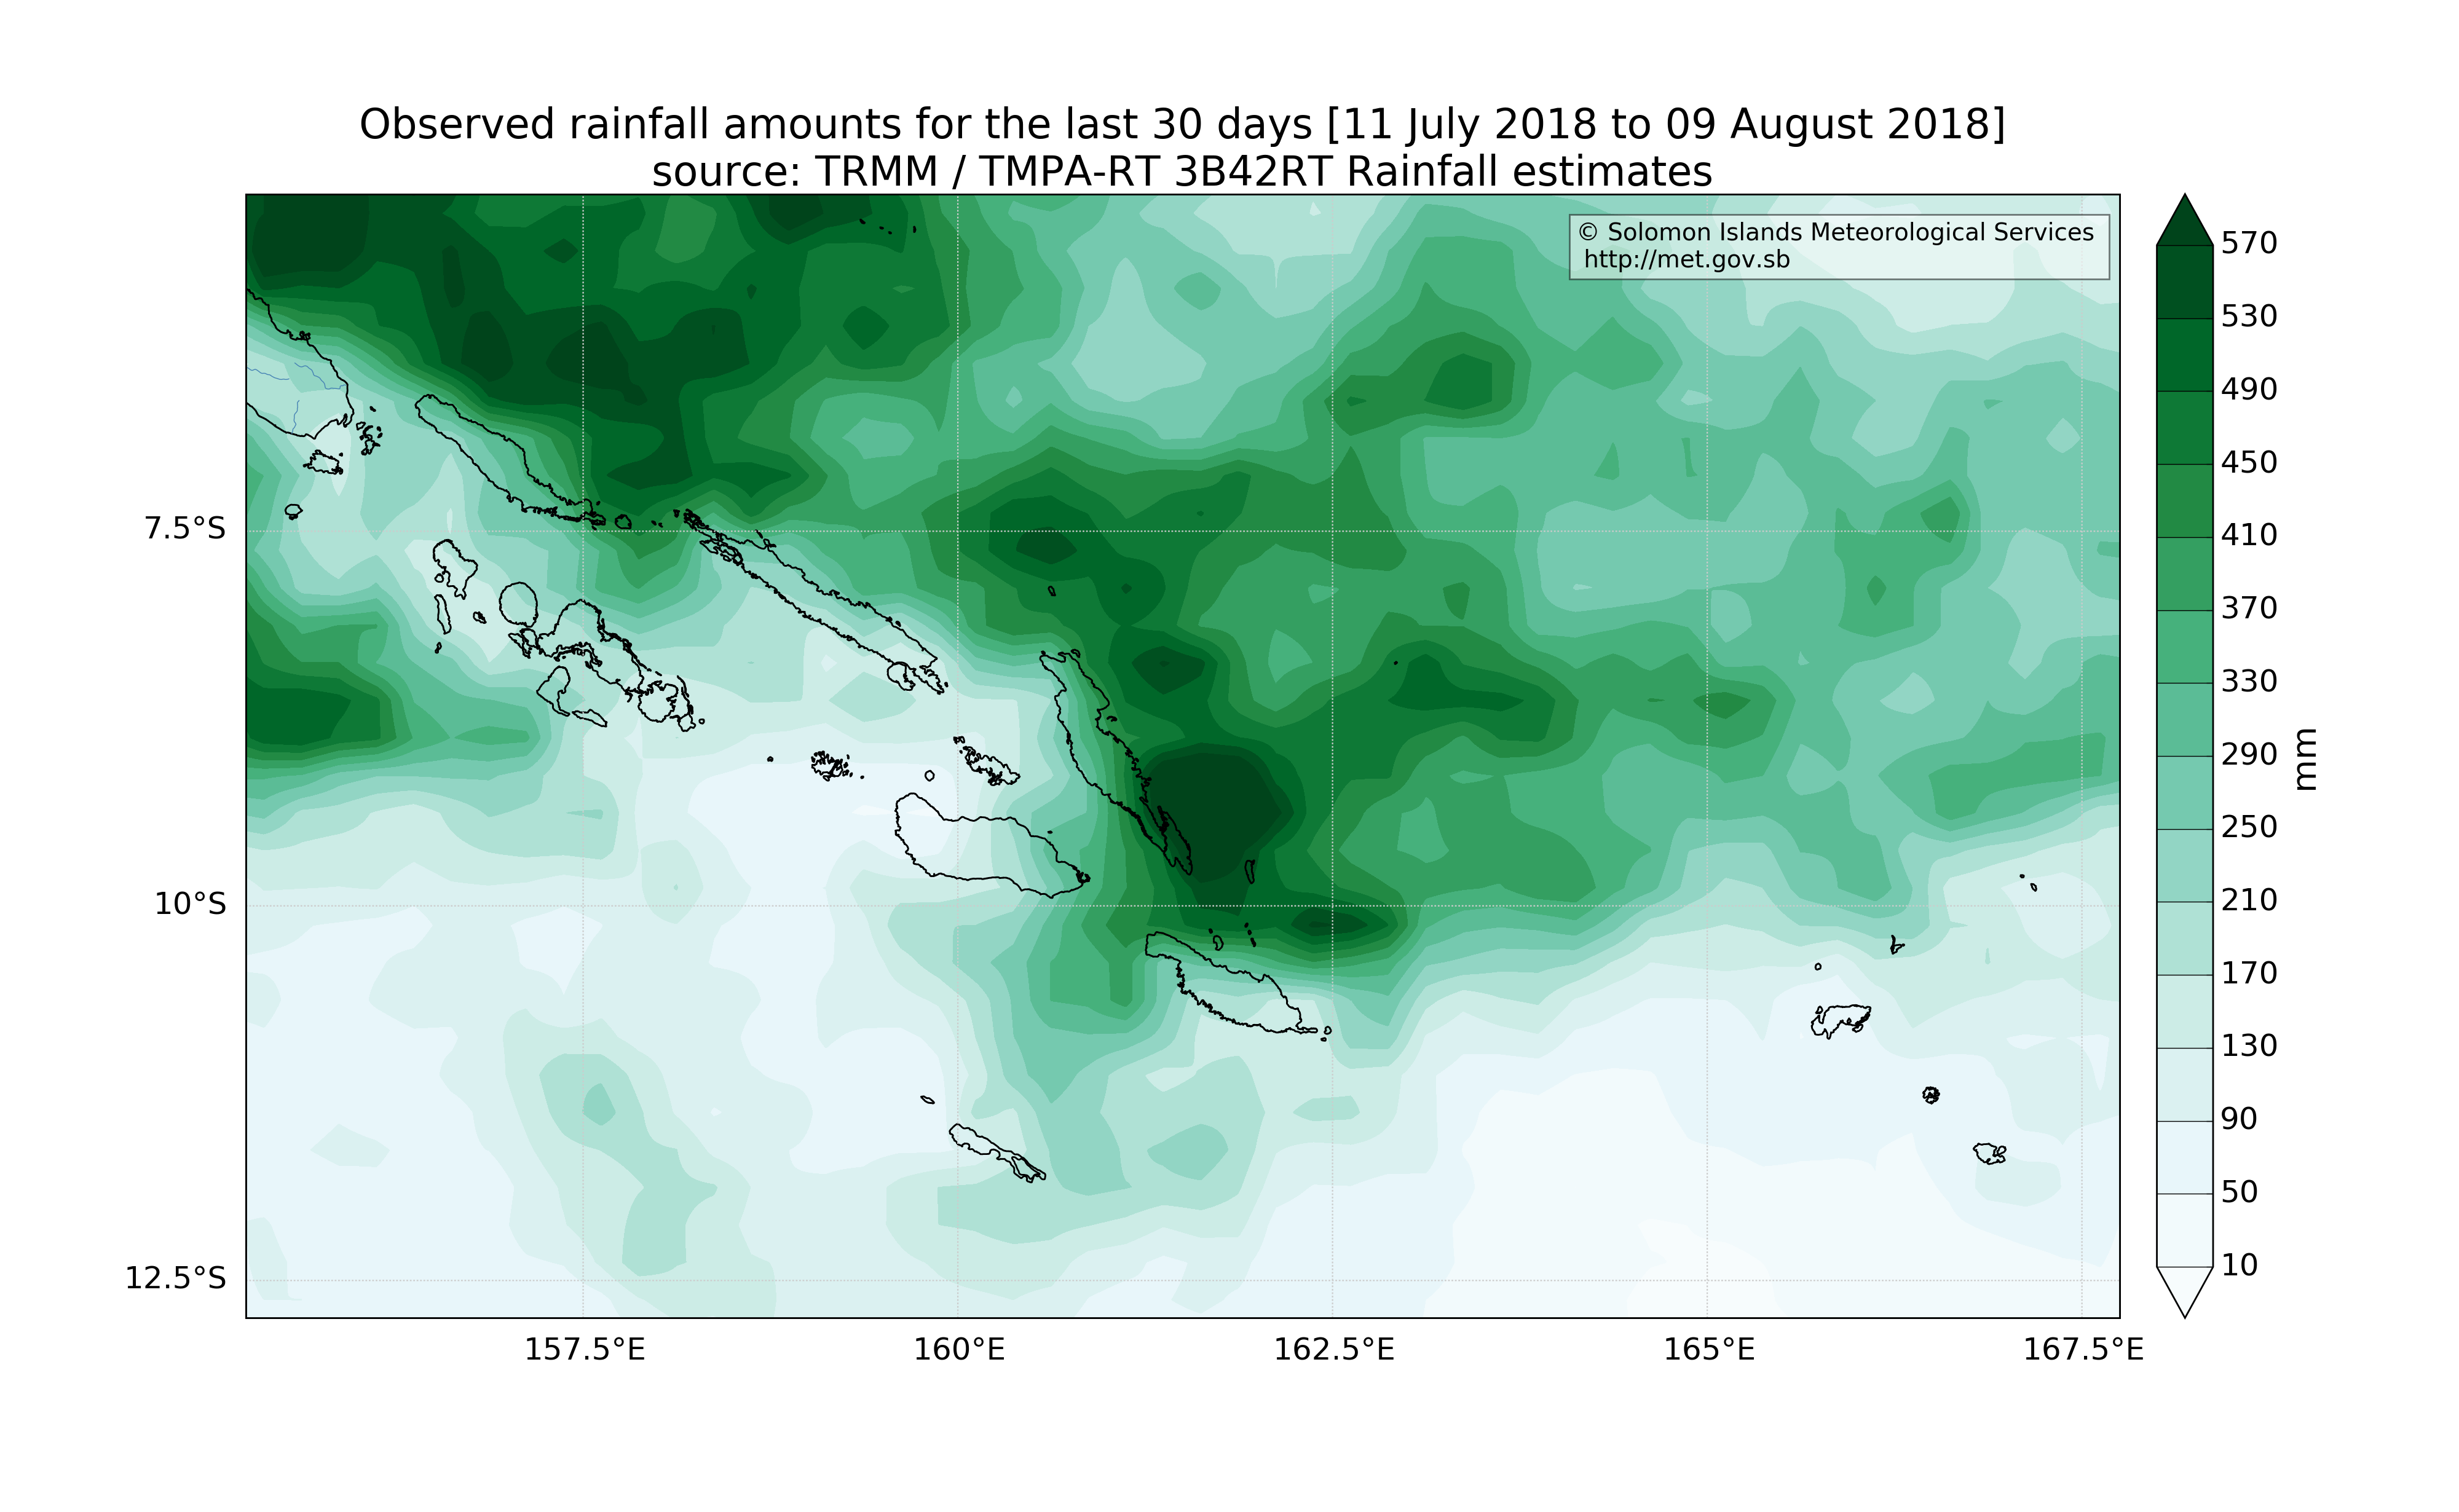 Observed rainfall amounts for the last 30 days [11 July 2018 to 09 August 2018]
source: TRMM / TMPA-RT 3B42RT Rainfall estimates
© Solomon Islands Meteorological Services
http://met.gov.sb
7.5°S
10°S
12.5°S
157.5°E
160°E
162.5°E
165°E
167.5°E
570
530
490
450
410
370
330
290
250
210
170
130
90
50
10
mm